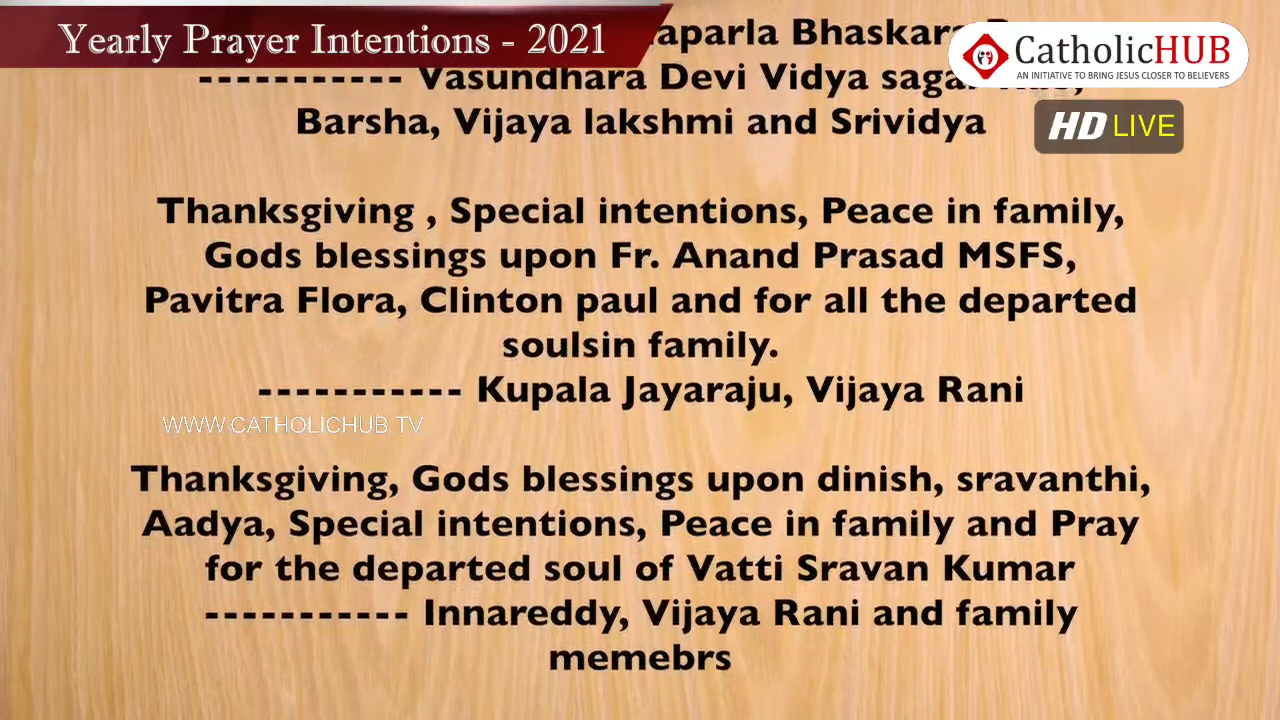 Yearly Prayer Intentions - 2021
Bhaskara
CatholicHUB
AN INITIATIVE TO BRING JESUS CLOSER TO BELIEVERS
----------- Vasundhara Devi Vidya
HD LIVE
Barsha, Vijaya lakshmi and Srividya
Thanksgiving , Special intentions, Peace in family,
Gods blessings upon Fr. Anand Prasad MSFS,
Pavitra Flora, Clinton paul and for all the departed
soulsin family.
----------- Kupala Jayaraju, Vijaya Rani
WWW.CATHOLICHUB.TV
Thanksgiving, Gods blessings upon dinish, sravanthi,
Aadya, Special intentions, Peace in family and Pray
for the departed soul of Vatti Sravan Kumar
----------- Innareddy, Vijaya Rani and family
memebrs